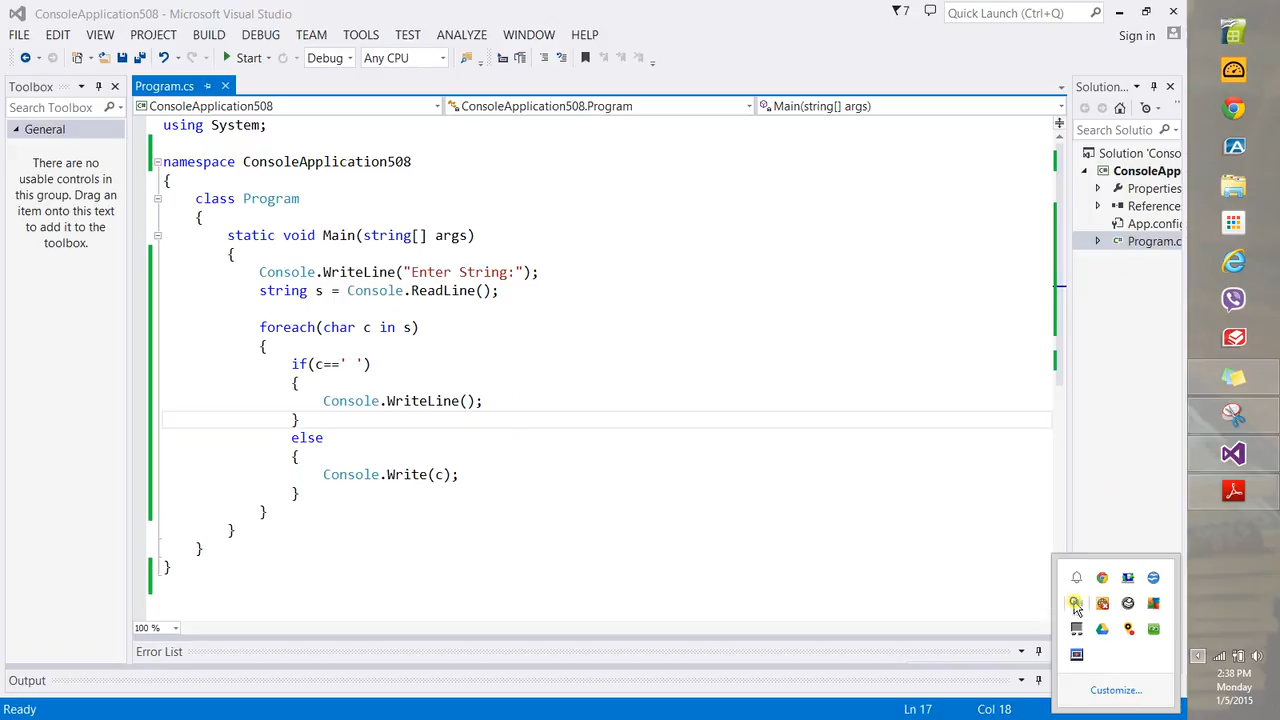 ConsoleApplication508 - Microsoft Visual Studio
7
Quick Launch (Ctrl+Q)
FILE EDIT VIEW PROJECT BUILD DEBUG TEAM TOOLS TEST ANALYZE WINDOW HELP
Sign in
Start Debug Any CPU
Toolbox
Program.cs
Solution...
Search Toolbox
ConsoleApplication508
ConsoleApplication508.Program
Main(string[] args)
General
There are no
usable controls in
this group. Drag an
item onto this text
to add it to the
toolbox.
using System;
namespace ConsoleApplication508
{
class Program
{
static void Main(string[] args)
{
Console.WriteLine("Enter String:");
string s = Console.ReadLine();
foreach(char c in s)
{
if(c==' ')
{
Console.WriteLine();
}
else
{
Console.Write(c);
}
}
}
}
}
Search Solutio
Solution 'Conso
ConsoleApp
Properties
Reference
App.config
Program.c
100 %
Error List
Output
Customize...
Ready
Ln 17
Col 18
2:38 PM
Monday
1/5/2015